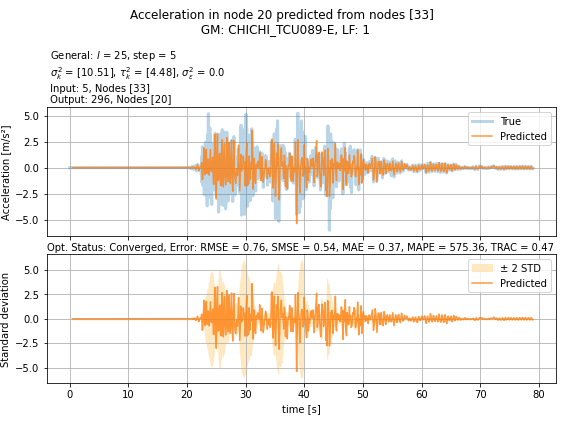 Acceleration in node 20 predicted from nodes [33]
GM: CHICHI_TCU089-E, LF: 1
General: l = 25, step = 5
σ²ₖ = [10.51], τ²ₖ = [4.48], σ²ε = 0.0
Input: 5, Nodes [33]
Output: 296, Nodes [20]
Acceleration [m/s²]
5.0
2.5
0.0
−2.5
−5.0
True
Predicted
Opt. Status: Converged, Error: RMSE = 0.76, SMSE = 0.54, MAE = 0.37, MAPE = 575.36, TRAC = 0.47
Standard deviation
5.0
2.5
0.0
−2.5
−5.0
± 2 STD
Predicted
0 10 20 30 40 50 60 70 80
time [s]